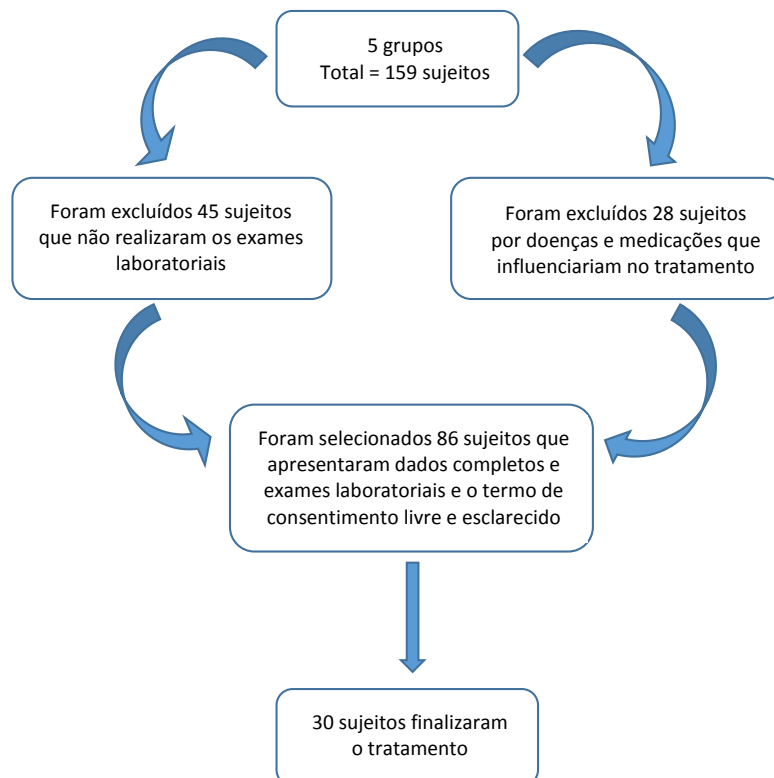 5 grupos
Total = 159 sujeitos
Foram excluídos 45 sujeitos
que não realizaram os exames
laboratoriais
Foram excluídos 28 sujeitos
por doenças e medicações que
influenciariam no tratamento
Foram selecionados 86 sujeitos que
apresentaram dados completos e
exames laboratoriais e o termo de
consentimento livre e esclarecido
30 sujeitos finalizaram
o tratamento